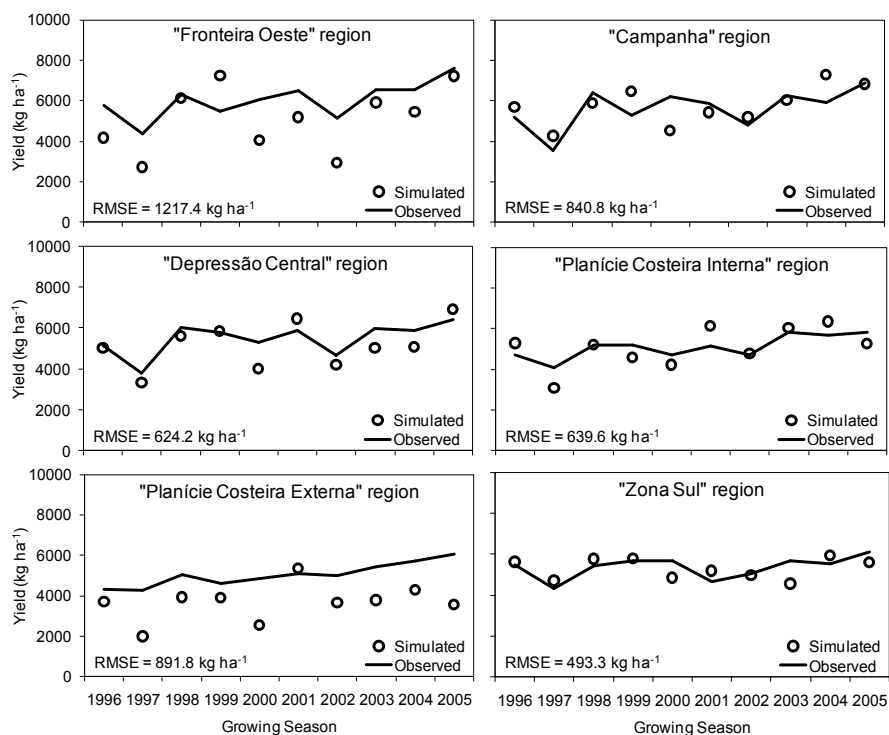 "Fronteira Oeste" region
10000
8000
6000
4000
2000
0
Yield (kg ha-1)
Simulated
Observed
RMSE = 1217.4 kg ha-1
"Campanha" region
Yield (kg ha-1)
Simulated
Observed
RMSE = 840.8 kg ha-1
"Depressão Central" region
10000
8000
6000
4000
2000
0
Yield (kg ha-1)
Simulated
Observed
RMSE = 624.2 kg ha-1
"Planície Costeira Interna" region
Simulated
Observed
RMSE = 639.6 kg ha-1
"Planície Costeira Externa" region
10000
8000
6000
4000
2000
0
Yield (kg ha-1)
Simulated
Observed
RMSE = 891.8 kg ha-1
1996 1997 1998 1999 2000 2001 2002 2003 2004 2005
Growing Season
"Zona Sul" region
Simulated
Observed
RMSE = 493.3 kg ha-1
1996 1997 1998 1999 2000 2001 2002 2003 2004 2005
Growing Season